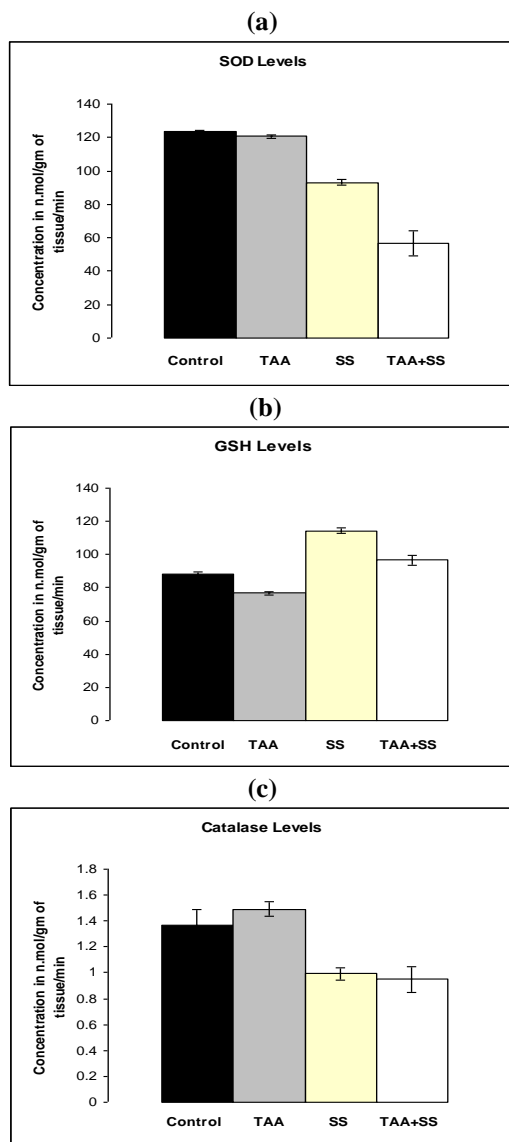 (a)
SOD Levels
Concentration in n.mol/gm of
tissue/min
140
120
100
80
60
40
20
0
Control TAA SS TAA+SS
(b)
GSH Levels
Concentration in n.mol/gm of
tissue/min
140
120
100
80
60
40
20
0
Control TAA SS TAA+SS
(c)
Catalase Levels
Concentration in n.mol/gm of
tissue/min
1.8
1.6
1.4
1.2
1
0.8
0.6
0.4
0.2
0
Control TAA SS TAA+SS